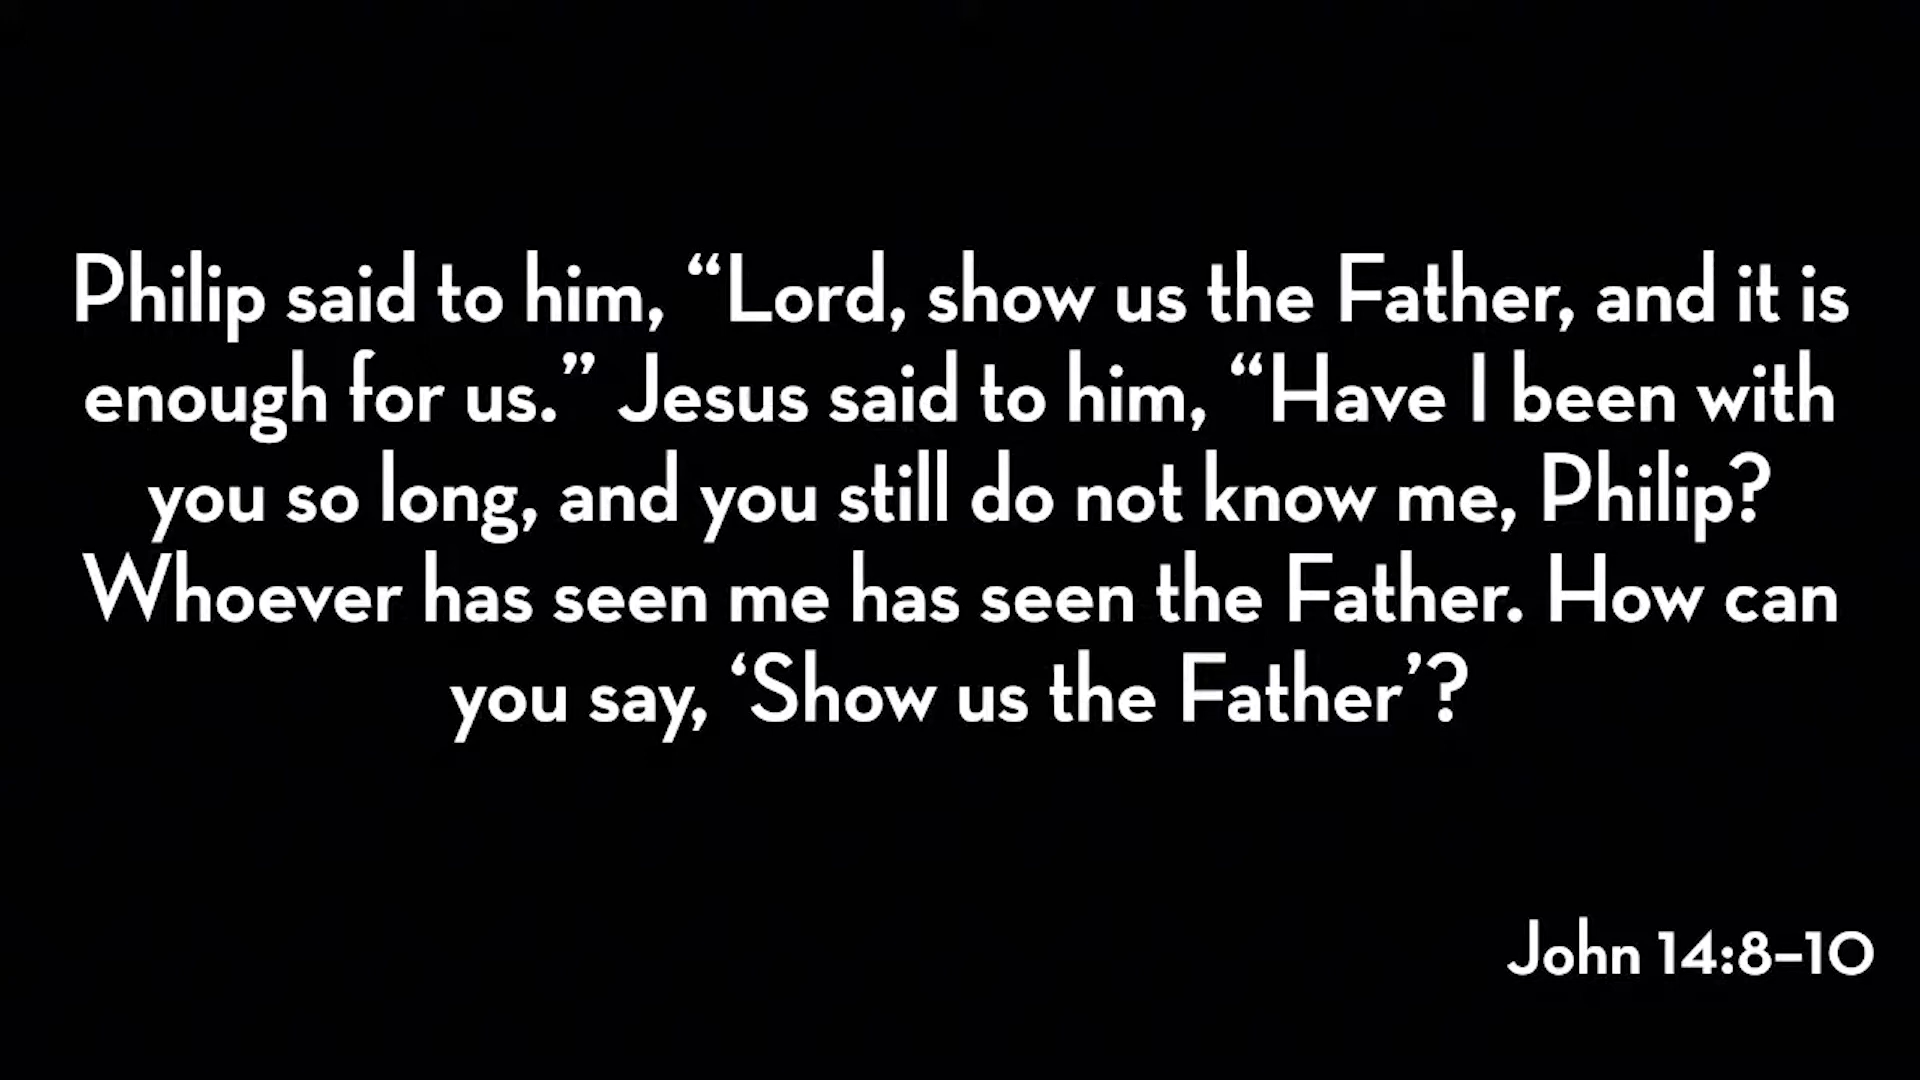 Philip said to him, “Lord, show us the Father, and it is
enough for us.” Jesus said to him, “Have I been with
you so long, and you still do not know me, Philip?
Whoever has seen me has seen the Father. How can
you say, ‘Show us the Father’?
John 14:8–10